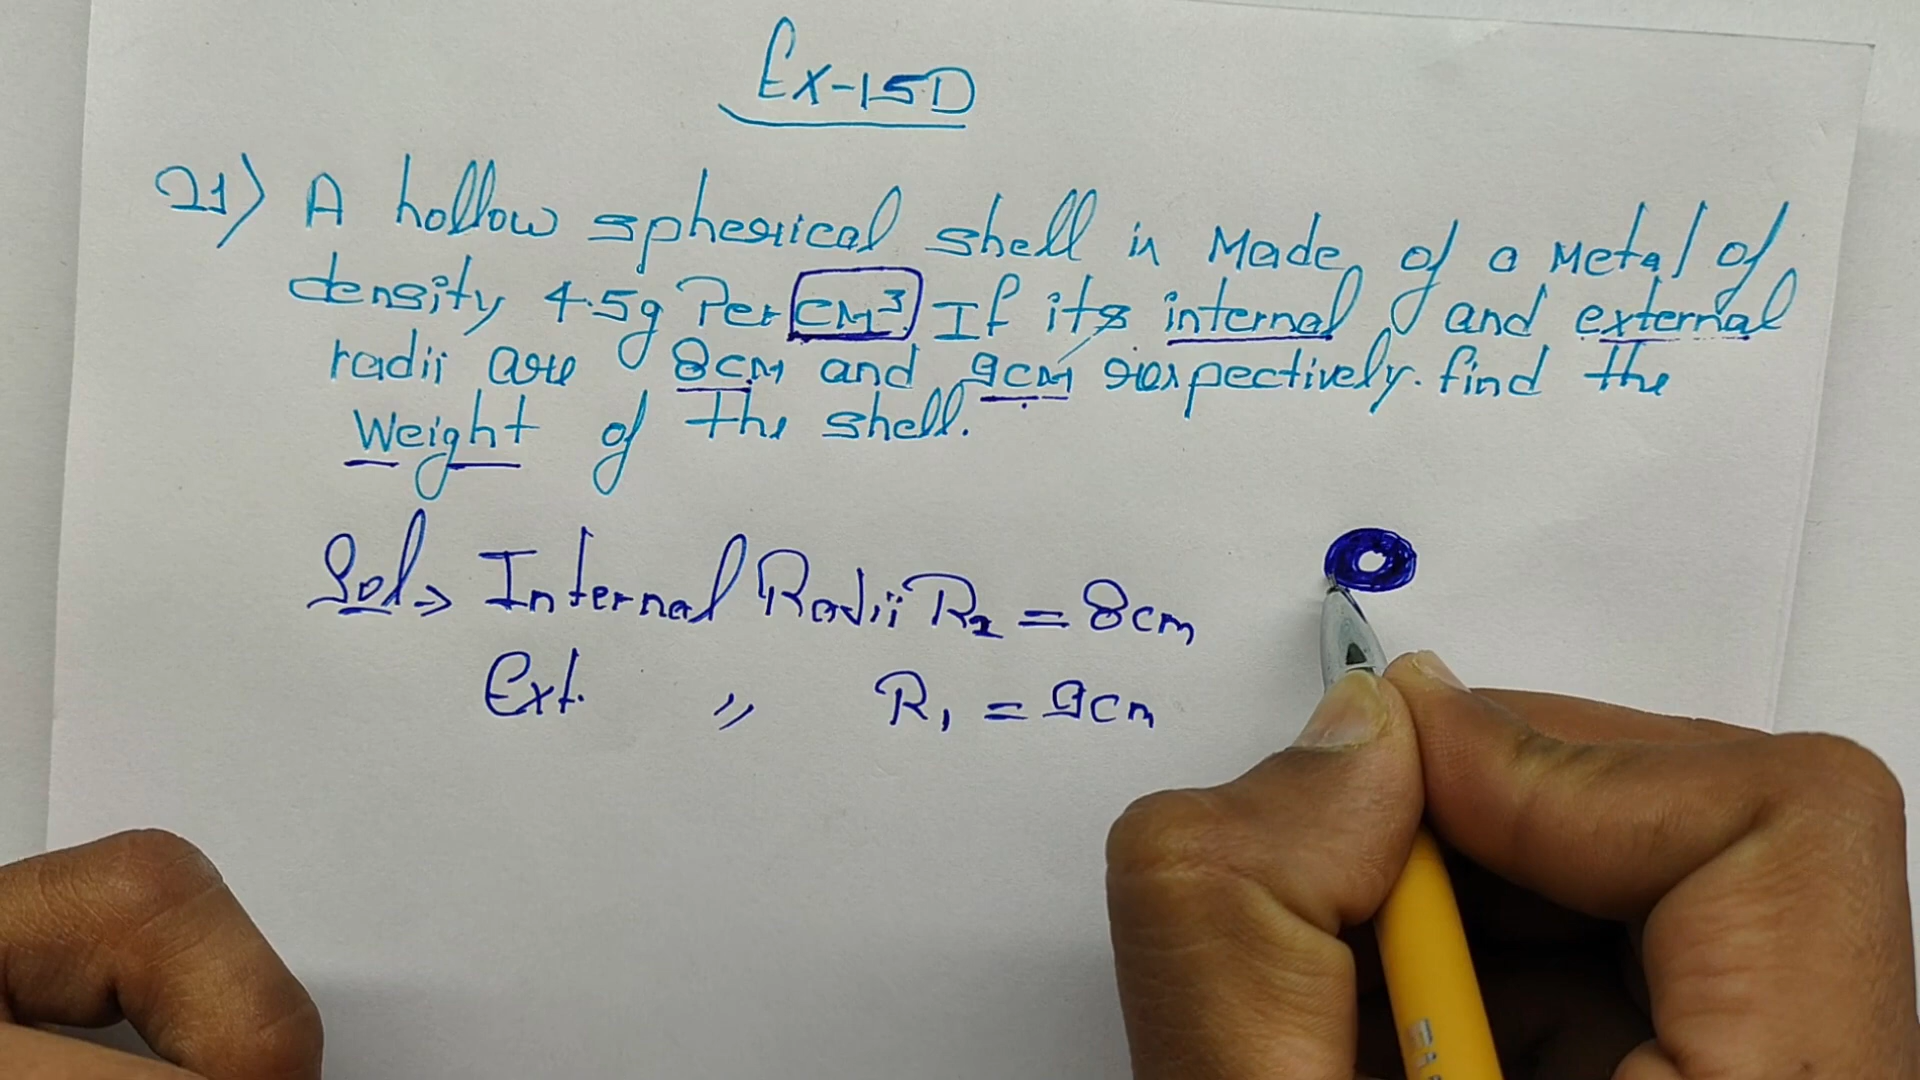 Ex-15D
21) A hollow spherical shell is Made of a Metal of
density 4.5g Per cm³. If its internal and external
radii are 8cm and 9cm respectively. find the
Weight of the shell.
Sol→ Internal Radii R₂ = 8cm
Ext. 〃 R₁ = 9cm